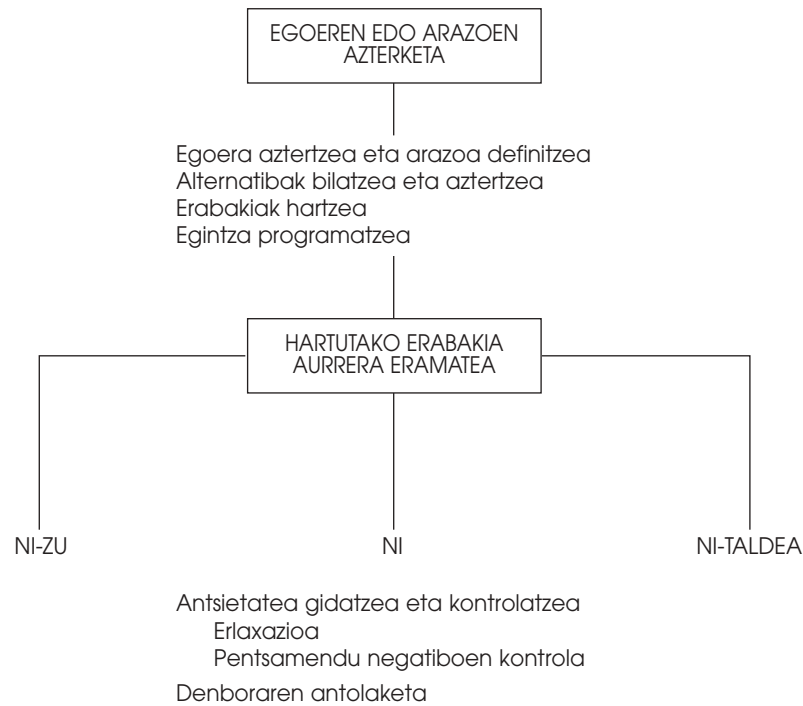 EGOEREN EDO ARAZOEN
AZTERKETA
Egoera aztertzea eta arazoa definitzea
Alternatibak bilatzea eta aztertzea
Erabakiak hartzea
Egintza programatzea
HARTUTAKO ERABAKIA
AURRERA ERAMATEA
NI-ZU
NI
NI-TALDEA
Antsietatea gidatzea eta kontrolatzea
Erlaxazioa
Pentsamendu negatiboen kontrola
Denboraren antolaketa